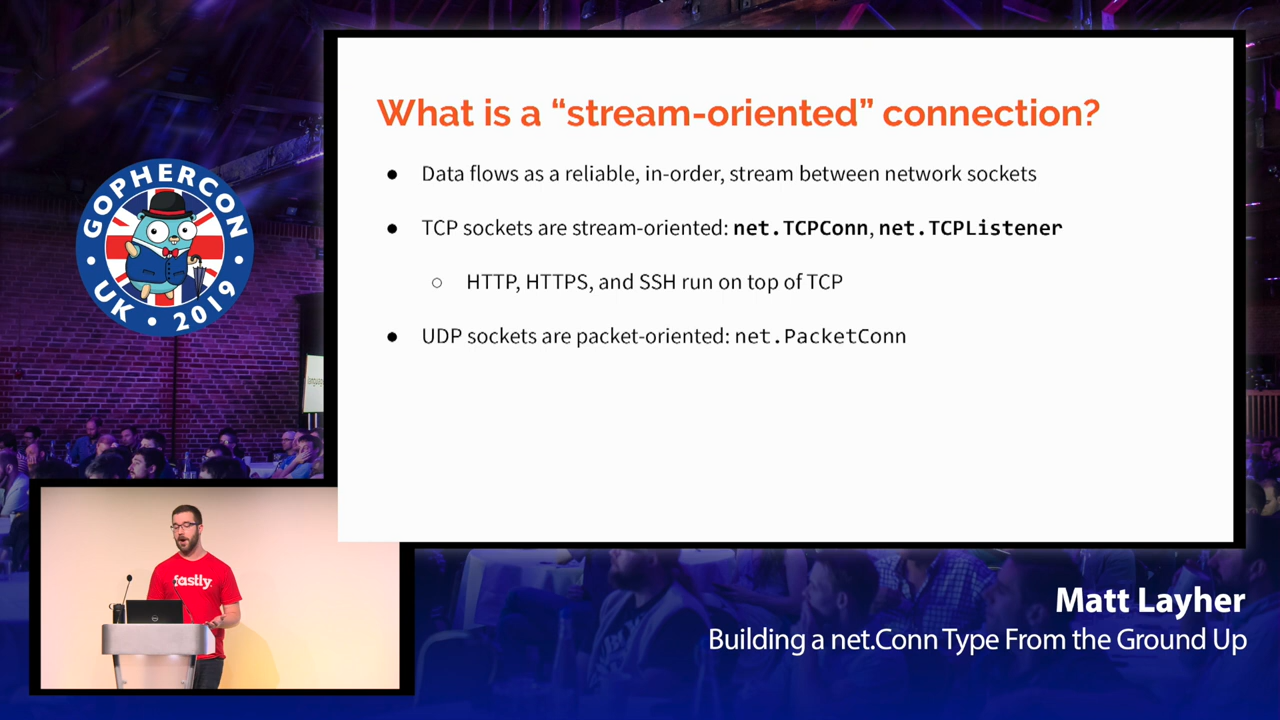 What is a “stream-oriented” connection?
● Data flows as a reliable, in-order, stream between network sockets
● TCP sockets are stream-oriented: net.TCPConn, net.TCPListener
○ HTTP, HTTPS, and SSH run on top of TCP
● UDP sockets are packet-oriented: net.PacketConn
GOPHERCON
UK • 2019
fastly
Matt Layher
Building a net.Conn Type From the Ground Up